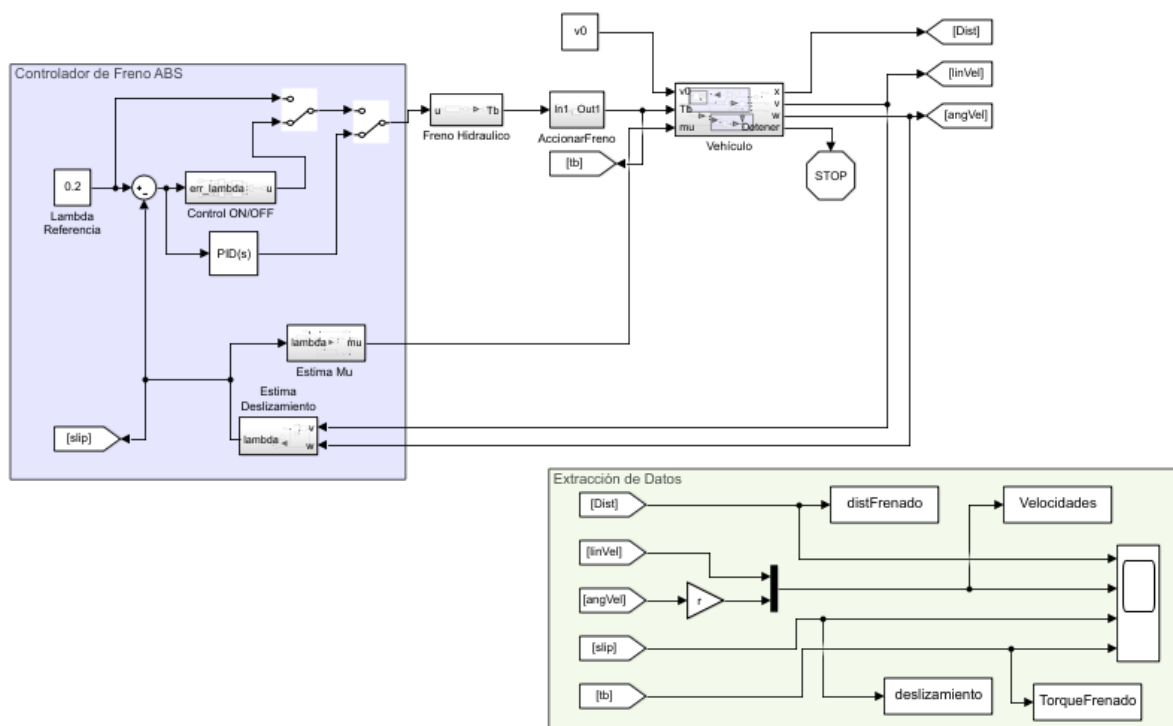 v0
[Dist]
[linVel]
[angVel]
Controlador de Freno ABS
u
Tb
Freno Hidraulico
In1
Out1
AccionarFreno
v0
Tb
mu
x
v
w
Detener
Vehículo
[tb]
STOP
0.2
Lambda
Referencia
+
-
err_lambda
u
Control ON/OFF
PID(s)
lambda
mu
Estima Mu
Estima
Deslizamiento
lambda
v
w
[slip]
Extracción de Datos
[Dist]
distFrenado
Velocidades
[linVel]
[angVel]
r
[slip]
[tb]
deslizamiento
TorqueFrenado